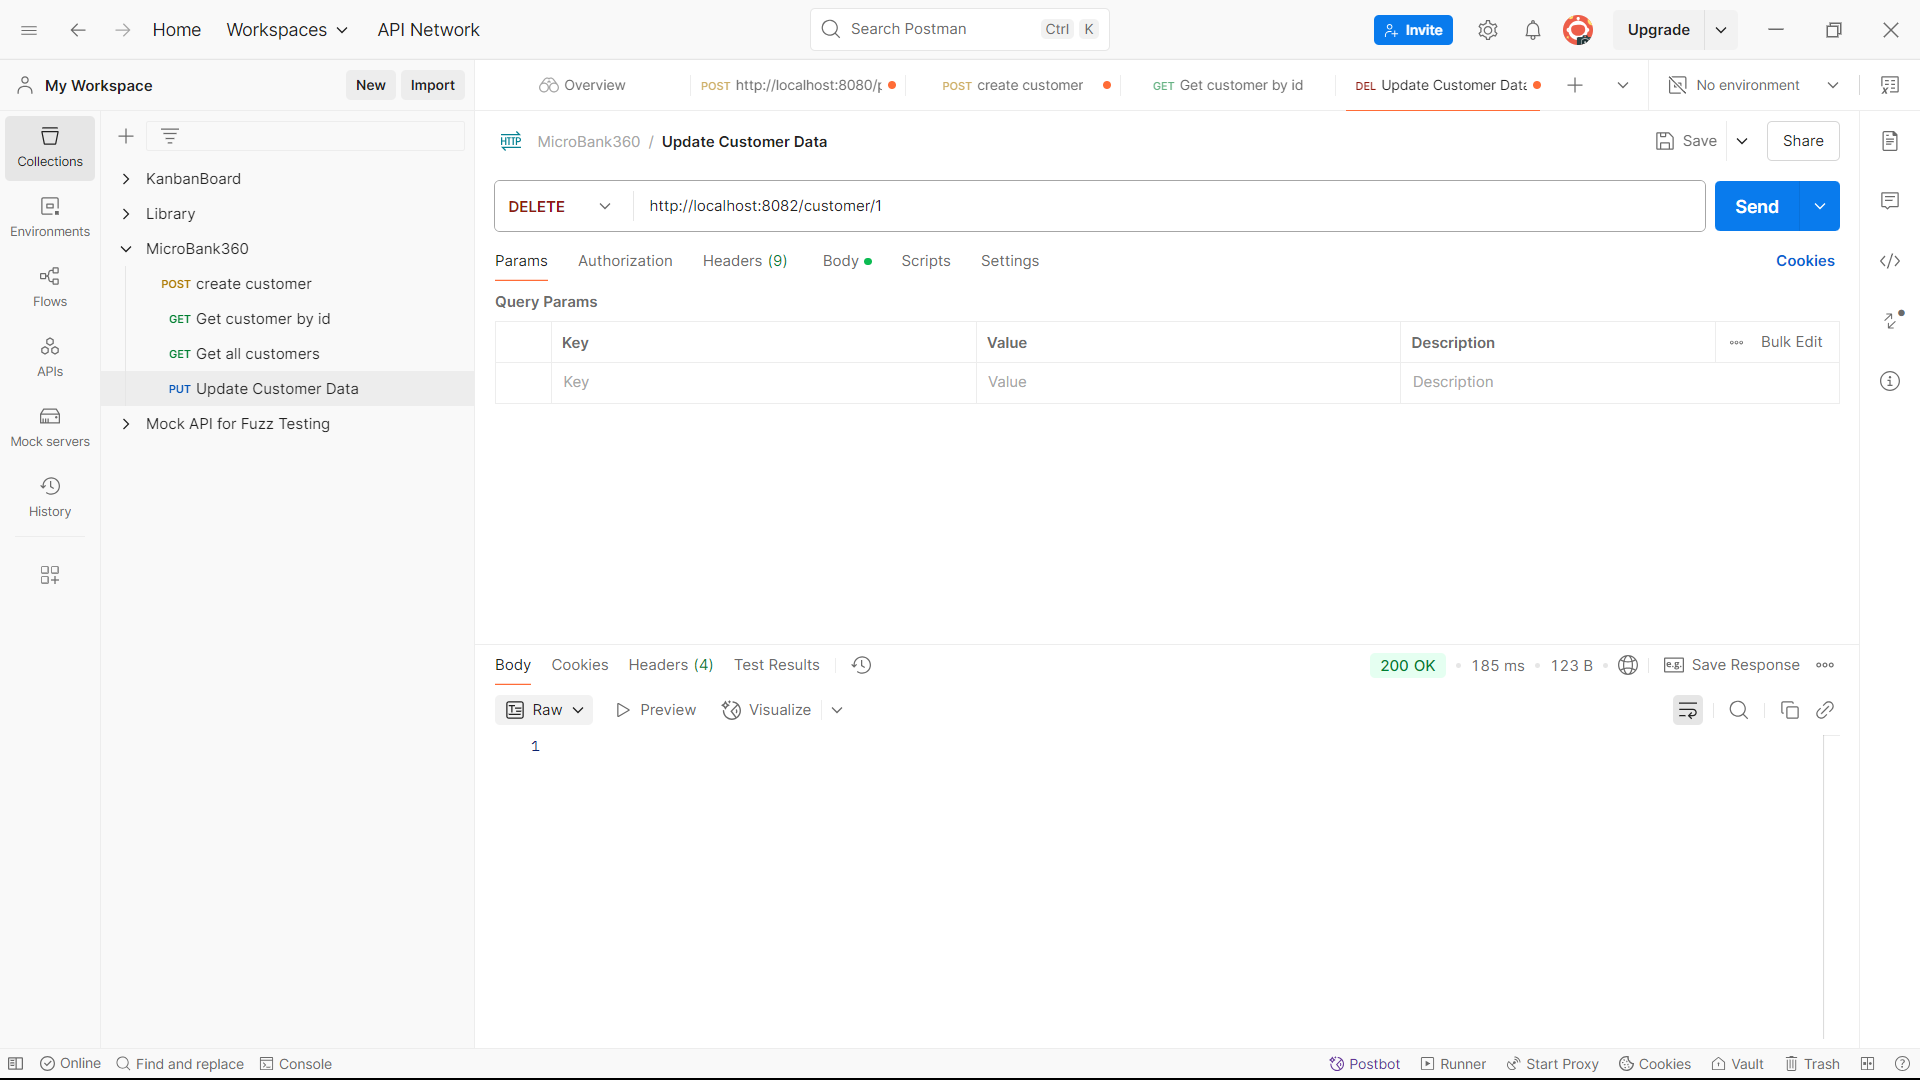 Home
Workspaces
API Network
Search Postman
Ctrl
K
Invite
Upgrade
My Workspace
New
Import
Overview
POST http://localhost:8080/p
POST create customer
GET Get customer by id
DEL Update Customer Data
No environment
Collections
Environments
Flows
APIs
Mock servers
History
KanbanBoard
Library
MicroBank360
POST create customer
GET Get customer by id
GET Get all customers
PUT Update Customer Data
Mock API for Fuzz Testing
HTTP
MicroBank360 / Update Customer Data
Save
Share
DELETE
http://localhost:8082/customer/1
Send
Params
Authorization
Headers (9)
Body
Scripts
Settings
Cookies
Query Params
Key
Value
Description
Bulk Edit
Key
Value
Description
Body
Cookies
Headers (4)
Test Results
200 OK
185 ms
123 B
e.g.
Save Response
Raw
Preview
Visualize
1
Online
Find and replace
Console
Postbot
Runner
Start Proxy
Cookies
Vault
Trash